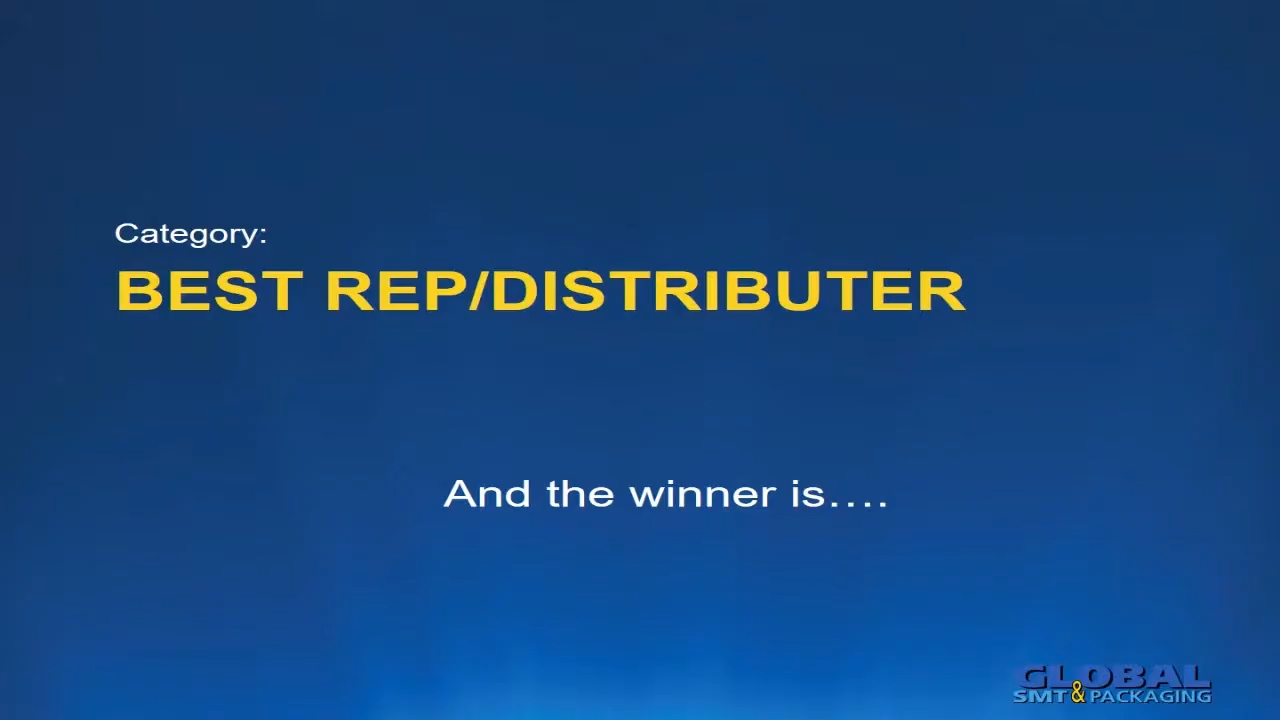 Category:
BEST REP/DISTRIBUTER
And the winner is….
GLOBAL
SMT & PACKAGING